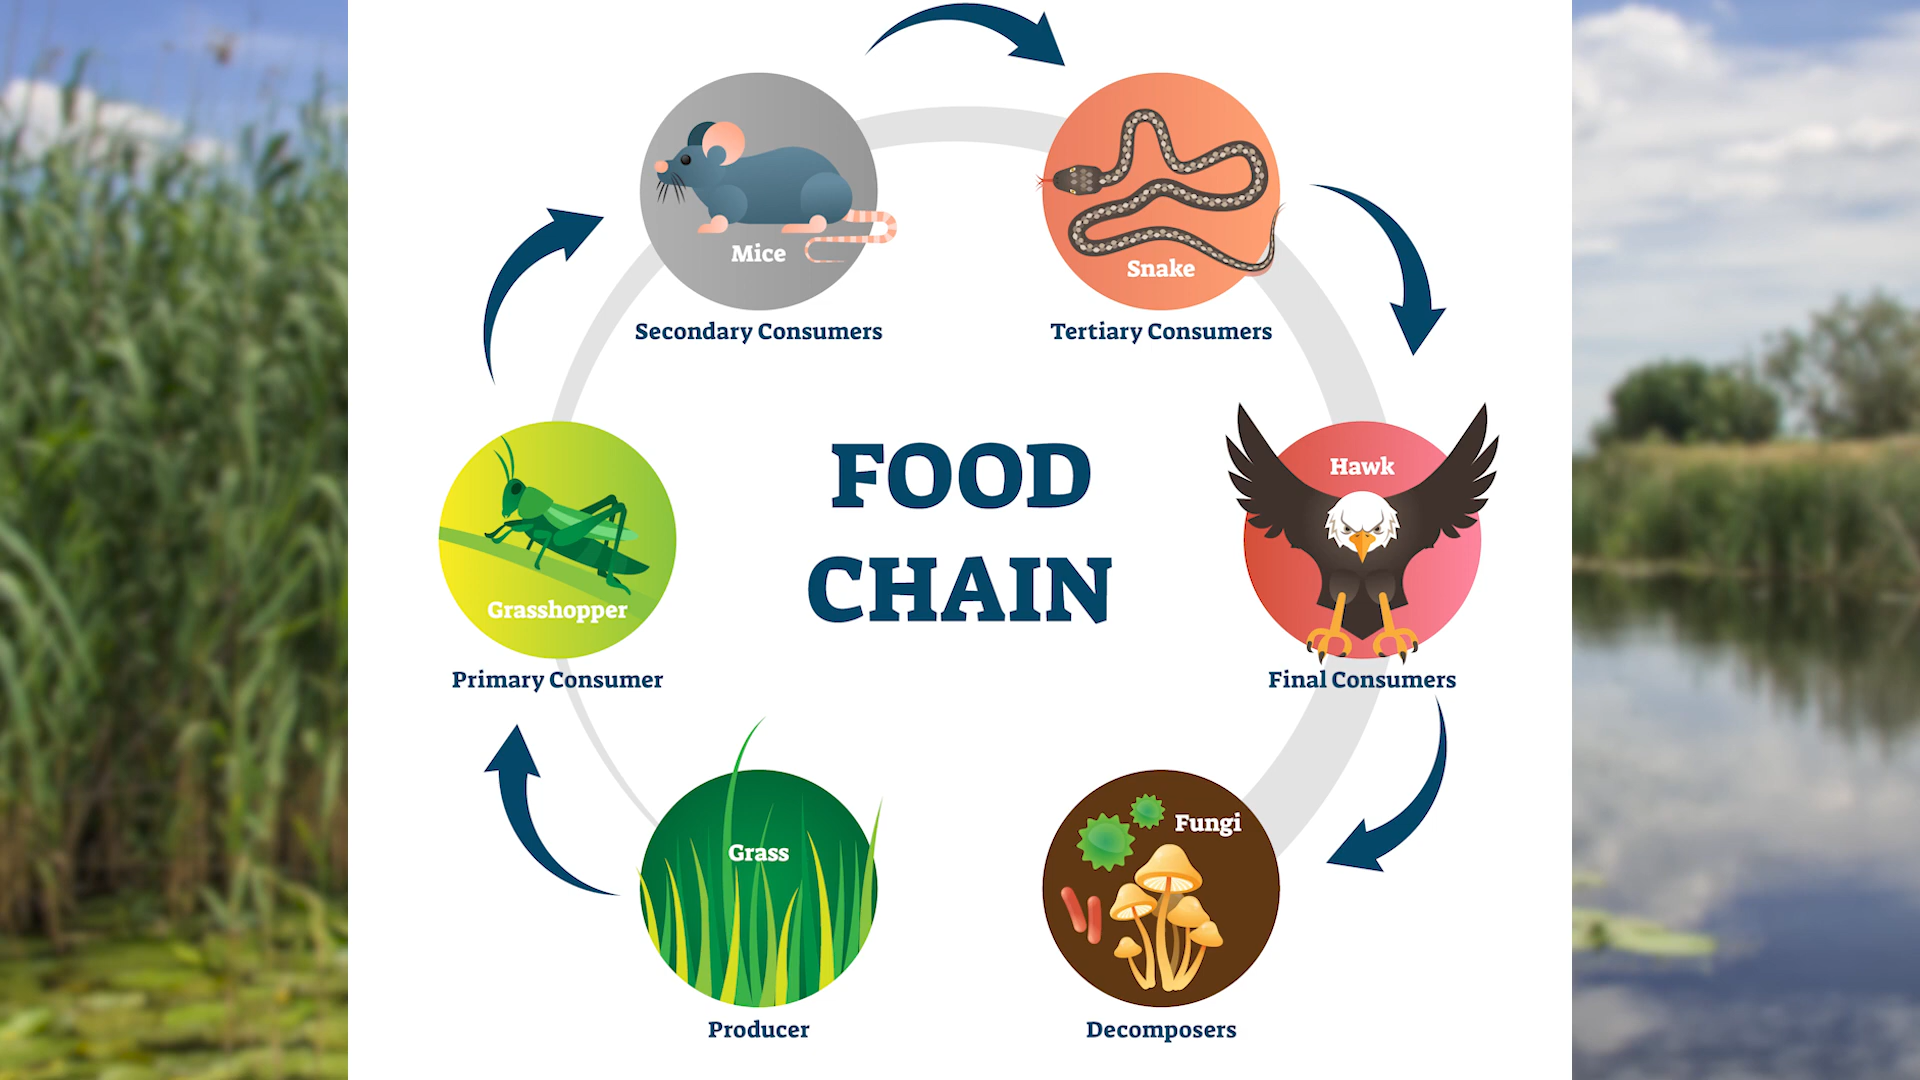 Mice
Secondary Consumers
Snake
Tertiary Consumers
FOOD
CHAIN
Grasshopper
Primary Consumer
Hawk
Final Consumers
Grass
Producer
Fungi
Decomposers